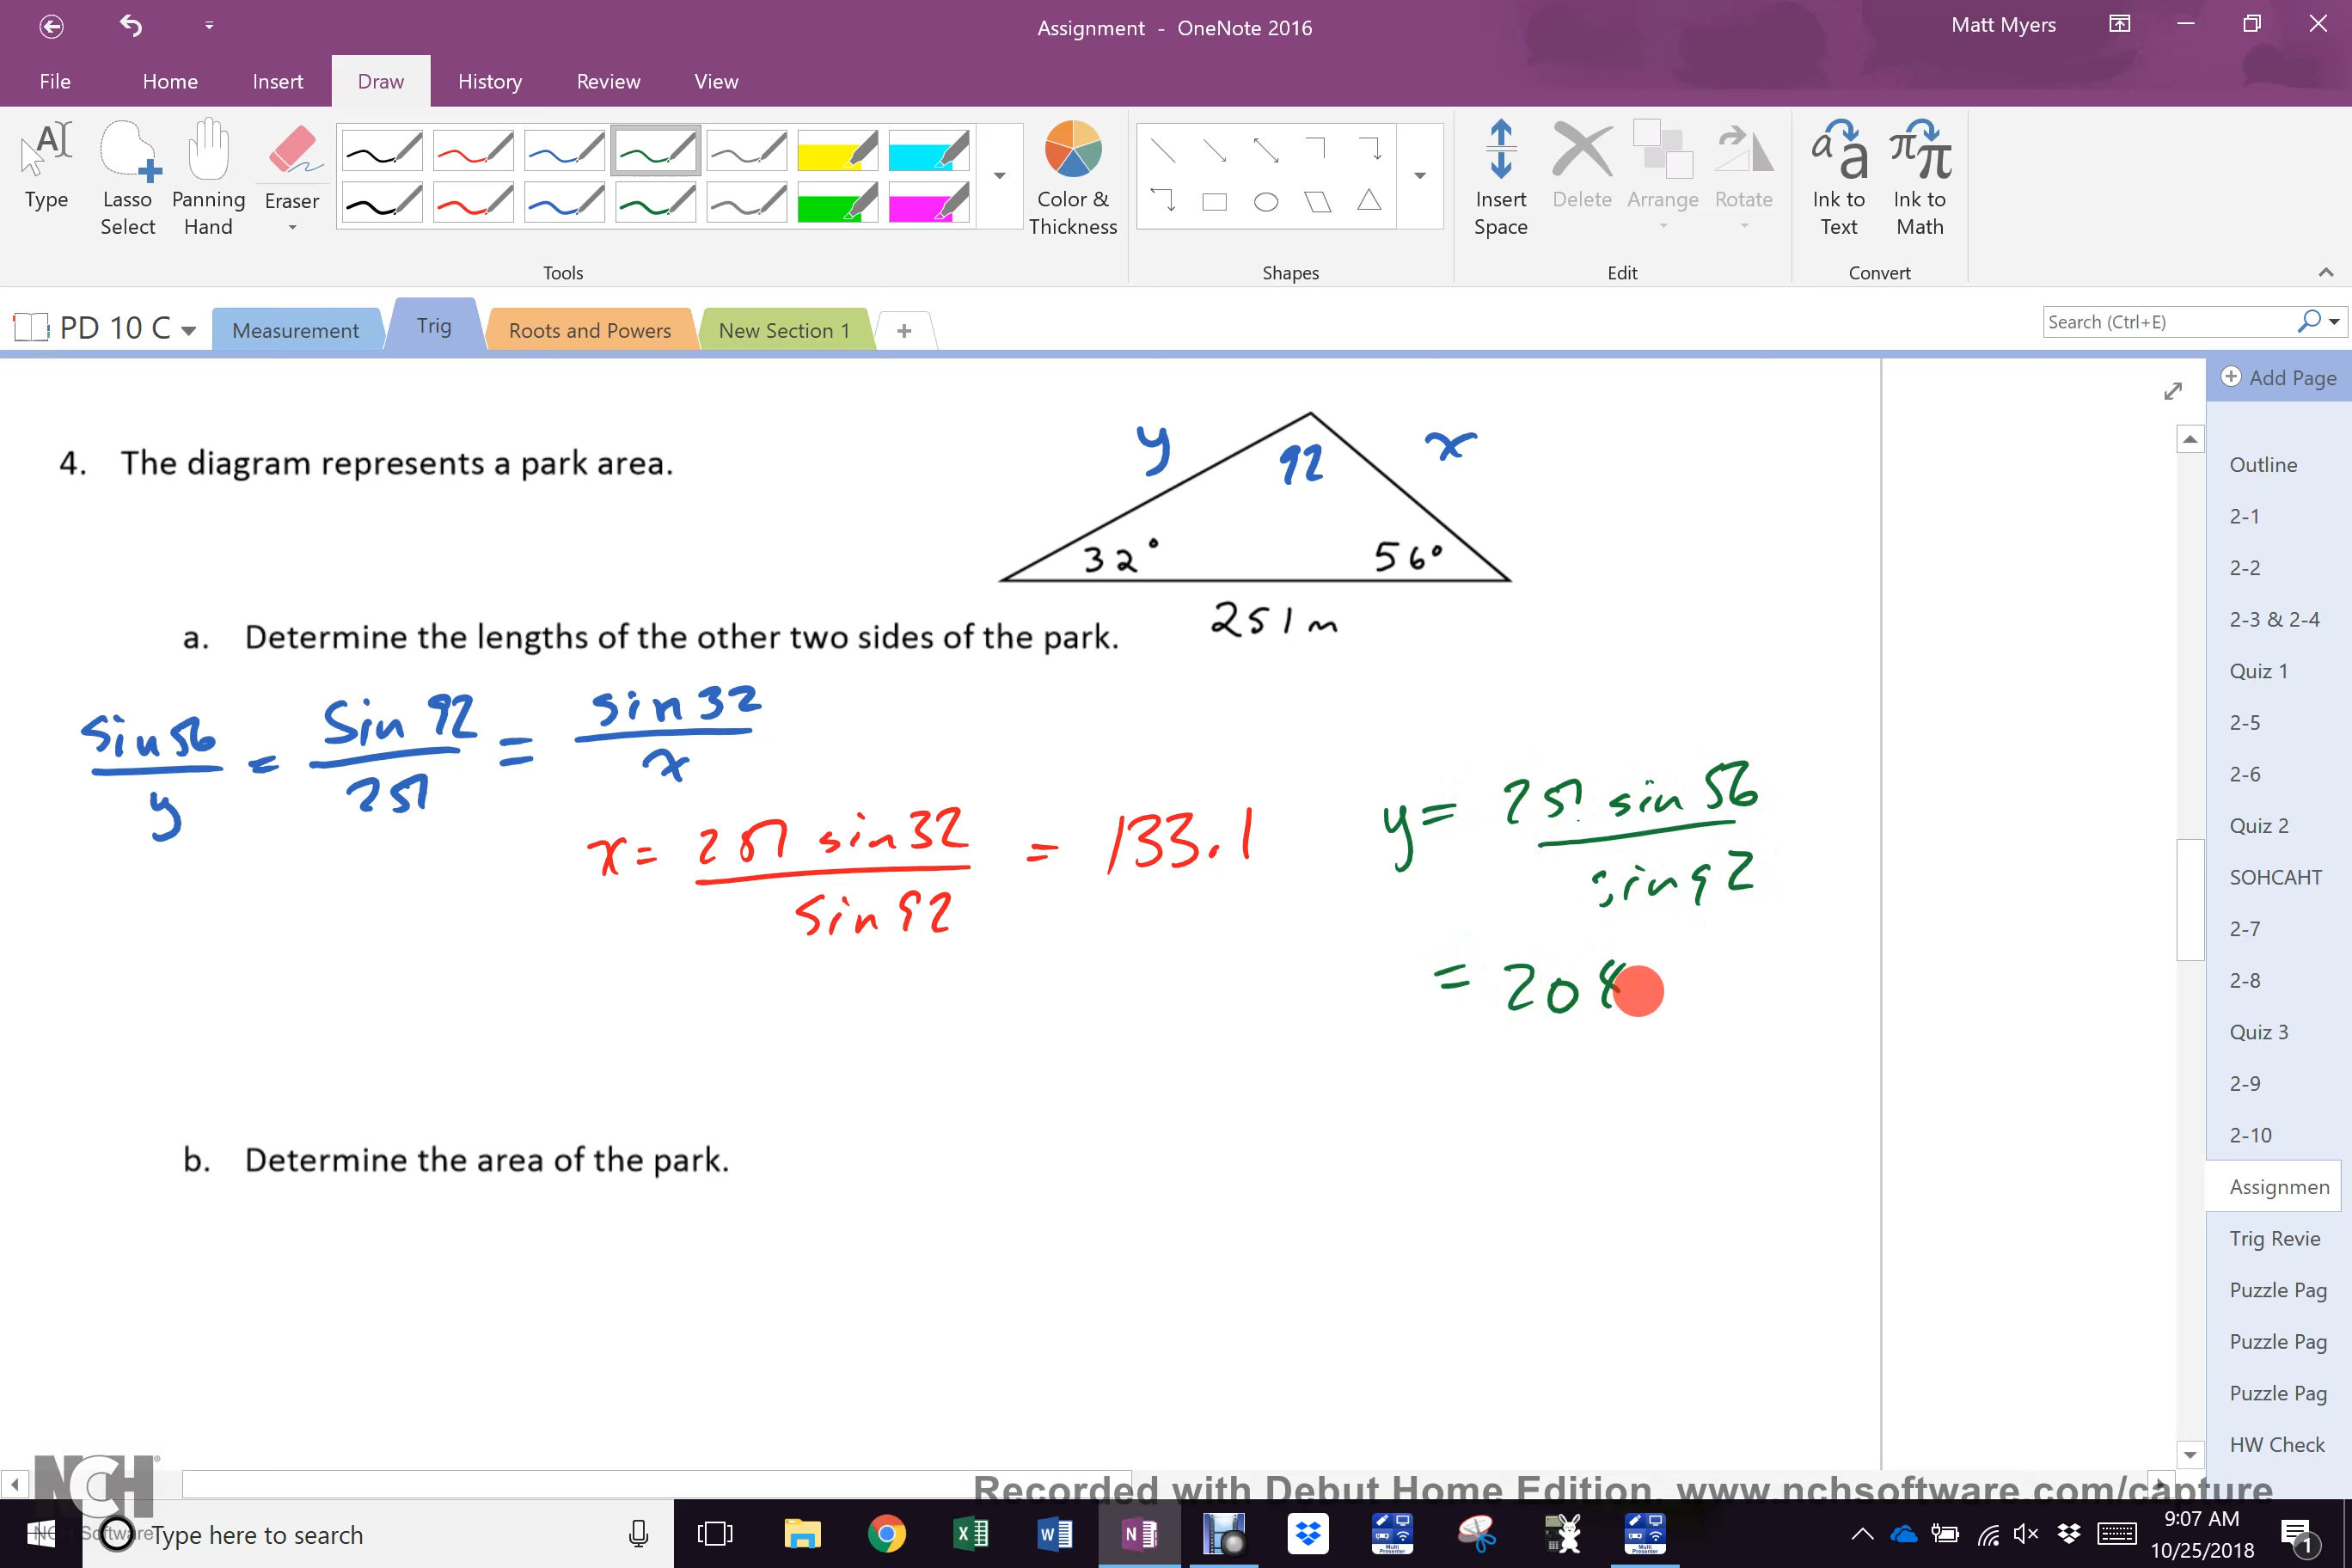 Assignment - OneNote 2016
Matt Myers
File Home Insert Draw History Review View
Type
Lasso Select
Panning Hand
Eraser
Color & Thickness
Insert Space
Delete
Arrange
Rotate
Ink to Text
Ink to Math
Tools Shapes Edit Convert
PD 10 C Measurement Trig Roots and Powers New Section 1 +
Search (Ctrl+E)
Add Page
Outline
2-1
2-2
2-3 & 2-4
Quiz 1
2-5
2-6
Quiz 2
SOHCAHT
2-7
2-8
Quiz 3
2-9
2-10
Assignmen
Trig Revie
Puzzle Pag
Puzzle Pag
Puzzle Pag
HW Check
4. The diagram represents a park area.
y 92 x
32° 56°
251 m
a. Determine the lengths of the other two sides of the park.
sin 56 / y = sin 92 / 251 = sin 32 / x
x = 251 sin 32 / sin 92 = 133.1
y = 251 sin 56 / sin 92
= 208
b. Determine the area of the park.
NCH
NCH Software
Recorded with Debut Home Edition. www.nchsoftware.com/capture
Type here to search
9:07 AM
10/25/2018
1